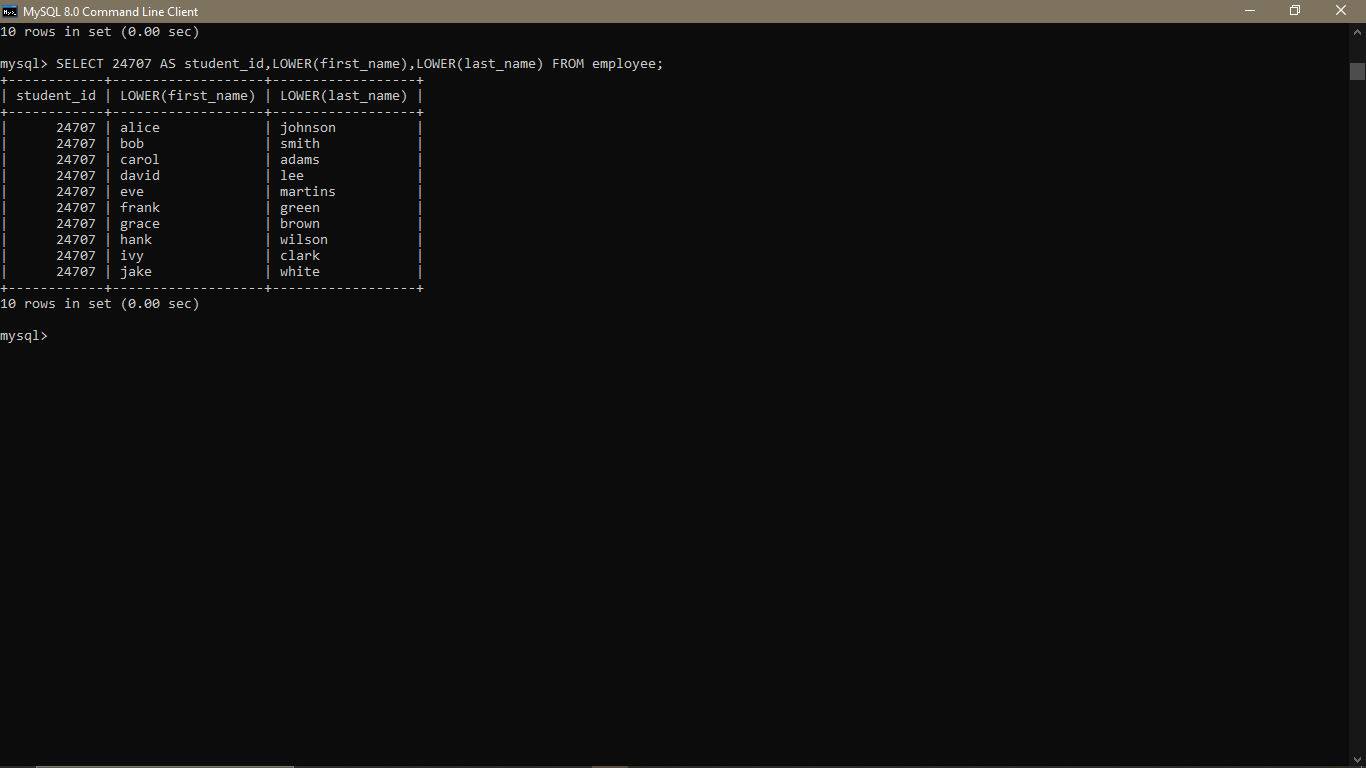 MySQL 8.0 Command Line Client
10 rows in set (0.00 sec)
mysql> SELECT 24707 AS student_id,LOWER(first_name),LOWER(last_name) FROM employee;
+------------+-------------------+------------------+
| student_id | LOWER(first_name) | LOWER(last_name) |
+------------+-------------------+------------------+
|      24707 | alice             | johnson          |
|      24707 | bob               | smith            |
|      24707 | carol             | adams            |
|      24707 | david             | lee              |
|      24707 | eve               | martins          |
|      24707 | frank             | green            |
|      24707 | grace             | brown            |
|      24707 | hank              | wilson           |
|      24707 | ivy               | clark            |
|      24707 | jake              | white            |
+------------+-------------------+------------------+
10 rows in set (0.00 sec)
mysql>